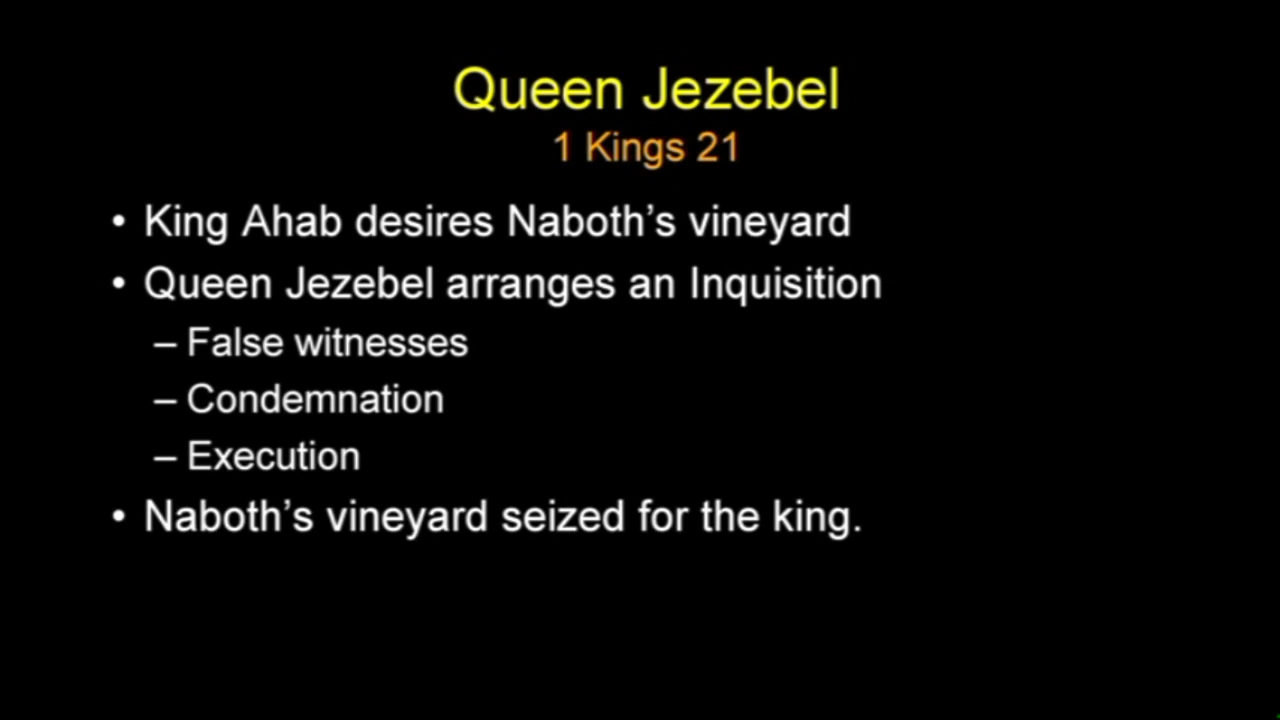 Queen Jezebel
1 Kings 21
• King Ahab desires Naboth’s vineyard
• Queen Jezebel arranges an Inquisition
– False witnesses
– Condemnation
– Execution
• Naboth’s vineyard seized for the king.